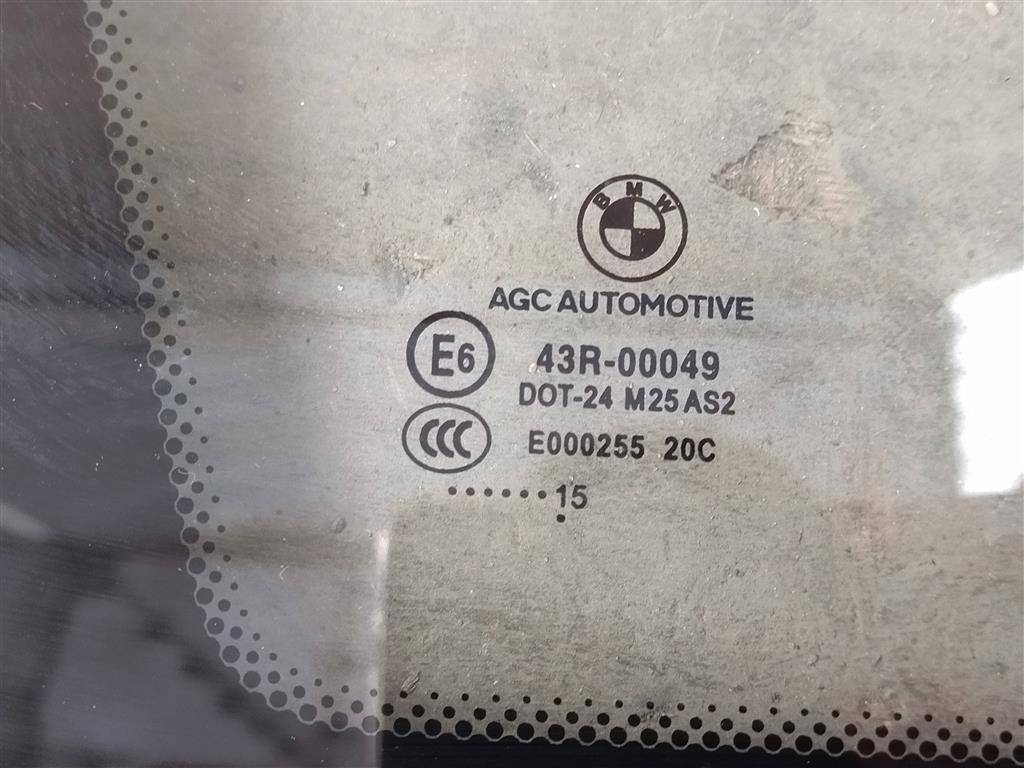 BMW
AGC AUTOMOTIVE
E6 43R-00049
DOT-24 M25 AS2
CCC E000255 20C
······15
.